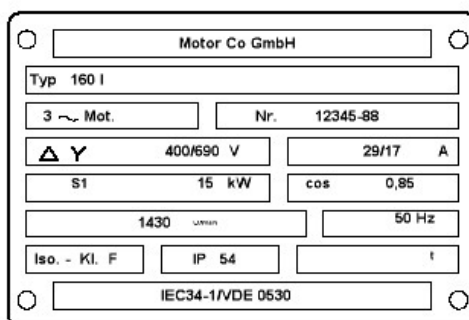 Motor Co GmbH
Typ 160 l
3 ~ Mot. Nr. 12345-88
Δ Y 400/690 V 29/17 A
S1 15 kW cos 0,85
1430 50 Hz
Iso. - Kl. F IP 54 t
IEC34-1/VDE 0530